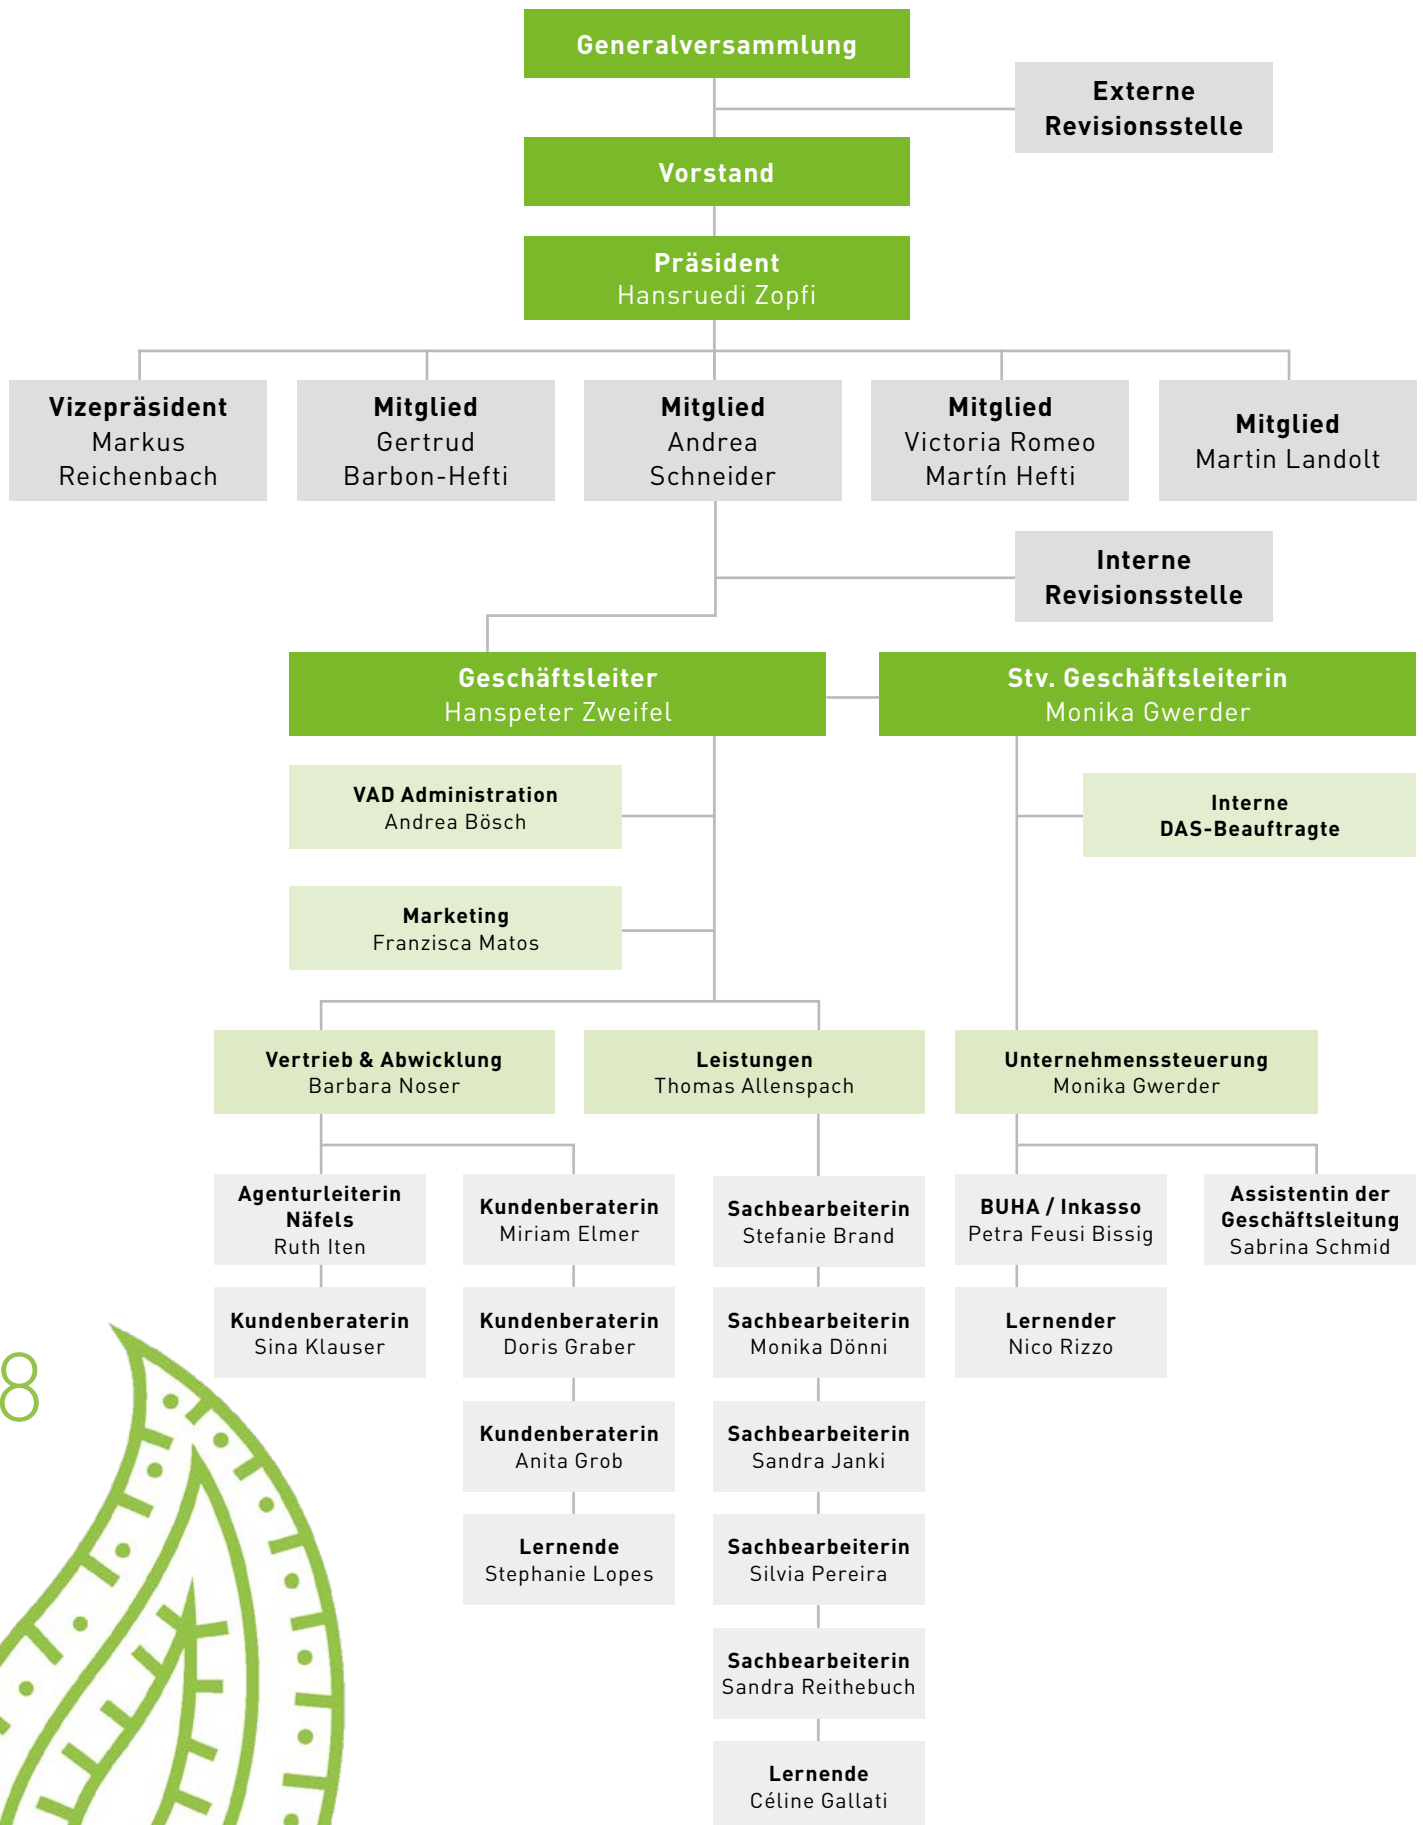 Generalversammlung
Externe
Revisionsstelle
Vorstand
Präsident
Hansruedi Zopfi
Vizepräsident
Markus
Reichenbach
Mitglied
Gertrud
Barbon-Hefti
Mitglied
Andrea
Schneider
Mitglied
Victoria Romeo
Martín Hefti
Mitglied
Martin Landolt
Interne
Revisionsstelle
Geschäftsleiter
Hanspeter Zweifel
Stv. Geschäftsleiterin
Monika Gwerder
VAD Administration
Andrea Bösch
Interne
DAS-Beauftragte
Marketing
Franzisca Matos
Vertrieb & Abwicklung
Barbara Noser
Leistungen
Thomas Allenspach
Unternehmenssteuerung
Monika Gwerder
Agenturleiterin
Näfels
Ruth Iten
Kundenberaterin
Sina Klauser
Kundenberaterin
Miriam Elmer
Kundenberaterin
Doris Graber
Kundenberaterin
Anita Grob
Lernende
Stephanie Lopes
Sachbearbeiterin
Stefanie Brand
Sachbearbeiterin
Monika Dönni
Sachbearbeiterin
Sandra Janki
Sachbearbeiterin
Silvia Pereira
Sachbearbeiterin
Sandra Reithebuch
Lernende
Céline Gallati
BUHA / Inkasso
Petra Feusi Bissig
Lernender
Nico Rizzo
Assistentin der
Geschäftsleitung
Sabrina Schmid
8